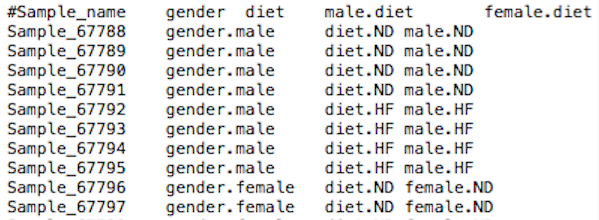 #Sample_name gender diet male.diet female.diet
Sample_67788 gender.male diet.ND male.ND
Sample_67789 gender.male diet.ND male.ND
Sample_67790 gender.male diet.ND male.ND
Sample_67791 gender.male diet.ND male.ND
Sample_67792 gender.male diet.HF male.HF
Sample_67793 gender.male diet.HF male.HF
Sample_67794 gender.male diet.HF male.HF
Sample_67795 gender.male diet.HF male.HF
Sample_67796 gender.female diet.ND female.ND
Sample_67797 gender.female diet.ND female.ND